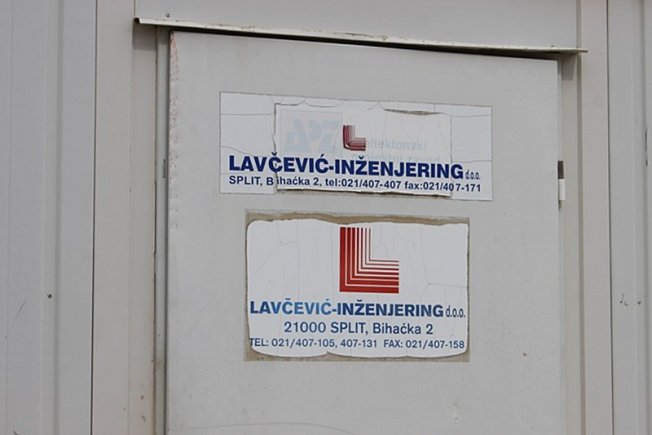 APZ
LAVČEVIĆ-INŽENJERING d.o.o.
SPLIT, Bihaćka 2, tel:021/407-407 fax:021/407-171
LAVČEVIĆ-INŽENJERING d.o.o.
21000 SPLIT, Bihaćka 2
TEL: 021/407-105, 407-131 FAX: 021/407-158